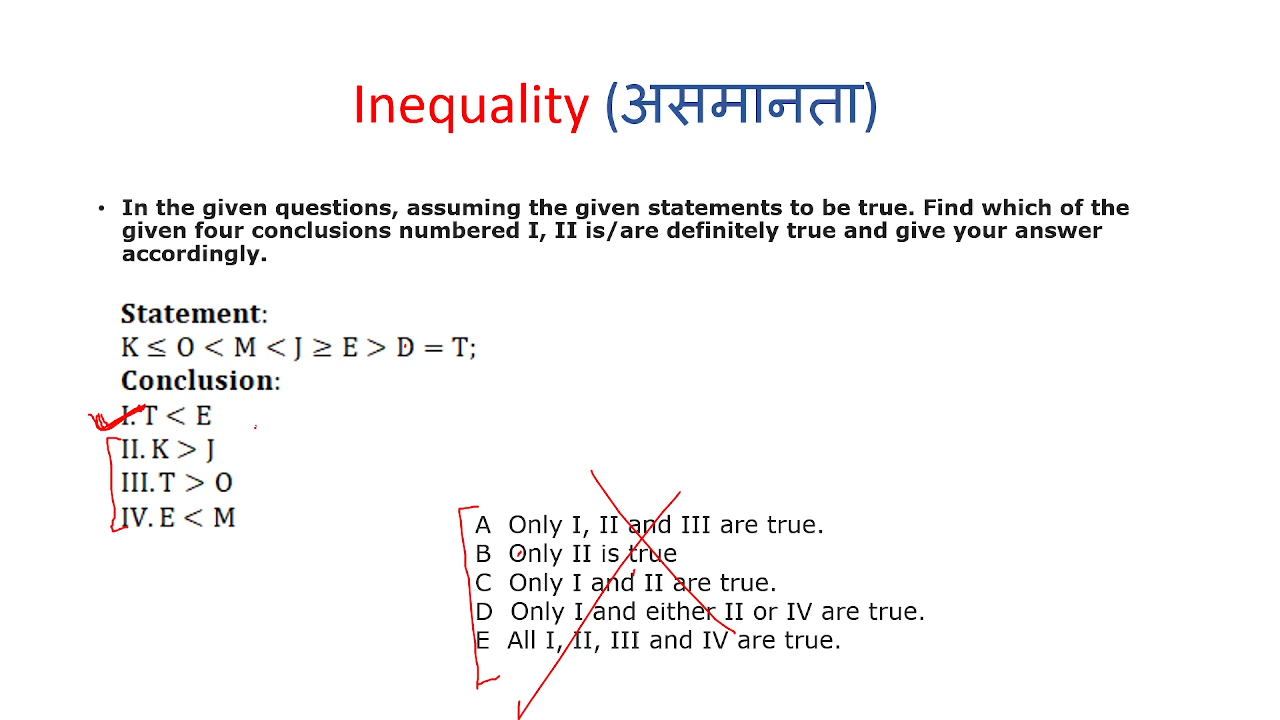 Inequality (असमानता)
• In the given questions, assuming the given statements to be true. Find which of the
given four conclusions numbered I, II is/are definitely true and give your answer
accordingly.
Statement:
K ≤ O < M < J ≥ E > D = T;
Conclusion:
I. T < E
II. K > J
III. T > O
IV. E < M
A Only I, II and III are true.
B Only II is true
C Only I and II are true.
D Only I and either II or IV are true.
E All I, II, III and IV are true.